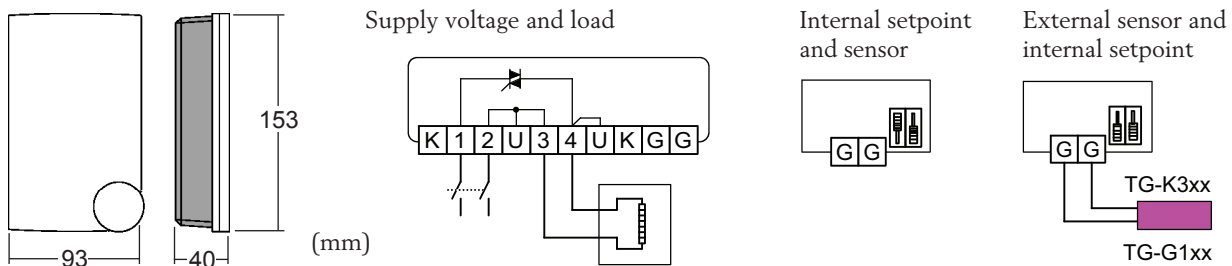 153
93
40
(mm)
Supply voltage and load
K 1 2 U 3 4 U K G G
Internal setpoint
and sensor
G G
External sensor and
internal setpoint
G G
TG-K3xx
TG-G1xx